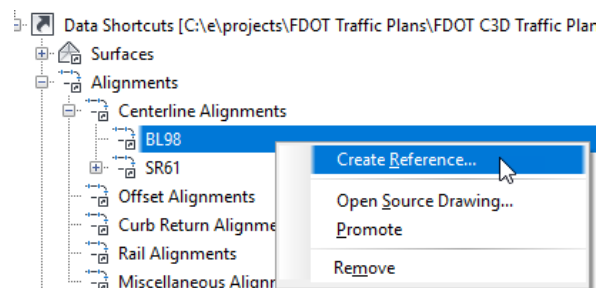 Data Shortcuts [C:\e\projects\FDOT Traffic Plans\FDOT C3D Traffic Plan
Surfaces
Alignments
Centerline Alignments
BL98
Create Reference...
SR61
Offset Alignments
Open Source Drawing...
Curb Return Alignme
Promote
Rail Alignments
Remove
Miscellaneous Alignr